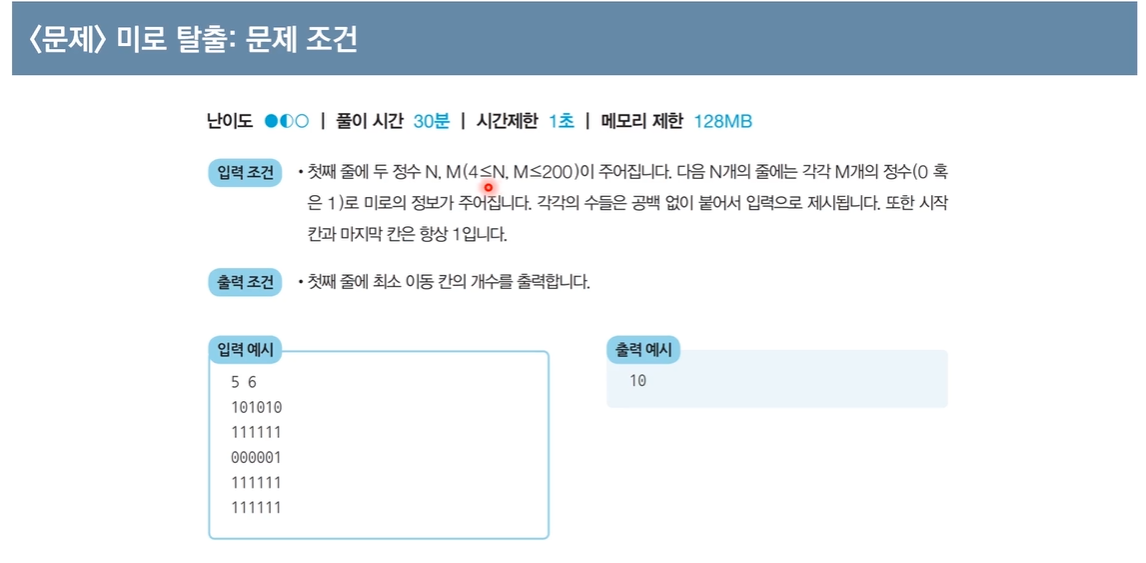 〈문제〉 미로 탈출: 문제 조건
난이도 | 풀이 시간 30분 | 시간제한 1초 | 메모리 제한 128MB
입력 조건 • 첫째 줄에 두 정수 N, M(4≤N, M≤200)이 주어집니다. 다음 N개의 줄에는 각각 M개의 정수(0 혹
은 1)로 미로의 정보가 주어집니다. 각각의 수들은 공백 없이 붙어서 입력으로 제시됩니다. 또한 시작
칸과 마지막 칸은 항상 1입니다.
출력 조건 • 첫째 줄에 최소 이동 칸의 개수를 출력합니다.
입력 예시
5 6
101010
111111
000001
111111
111111
출력 예시
10